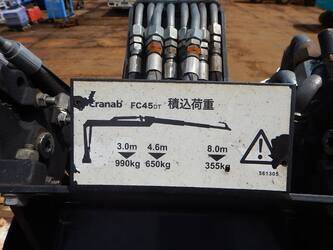 Cranab FC45DT 積込荷重
3.0m 4.6m 8.0m
990kg 650kg 355kg
561305